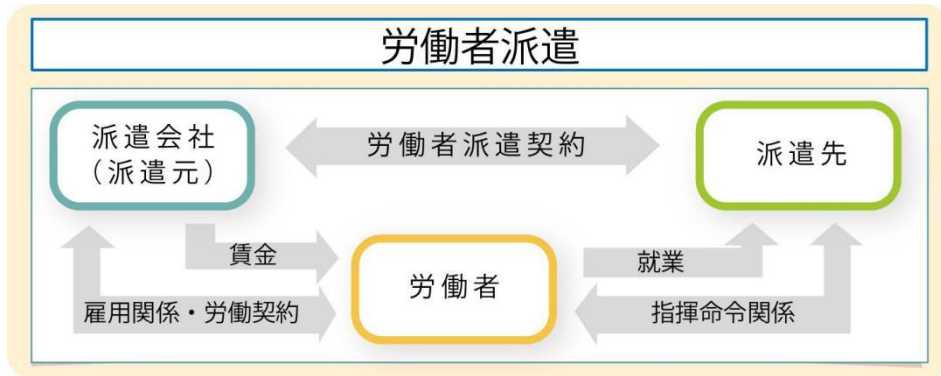 労働者派遣
派遣会社
（派遣元）
労働者派遣契約
派遣先
賃金
就業
労働者
雇用関係・労働契約
指揮命令関係